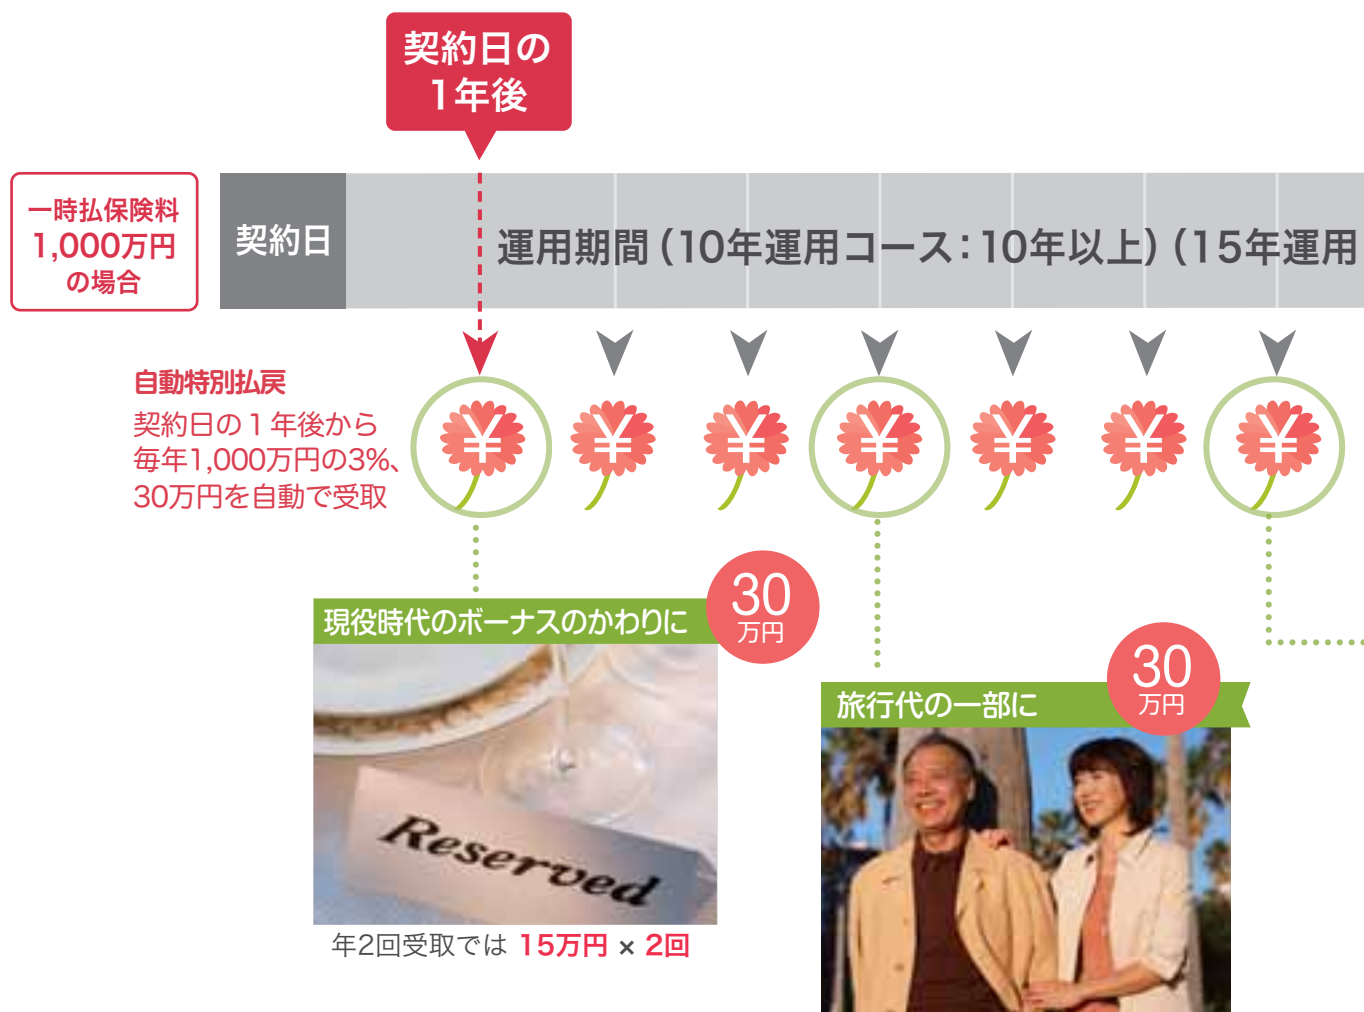 契約日の
1年後
一時払保険料
1,000万円
の場合
契約日
運用期間（10年運用コース：10年以上）（15年運用
自動特別払戻
契約日の1年後から
毎年1,000万円の3%、
30万円を自動で受取
¥ ¥ ¥ ¥ ¥ ¥ ¥
現役時代のボーナスのかわりに
30
万円
Reserved
年2回受取では 15万円 × 2回
旅行代の一部に
30
万円